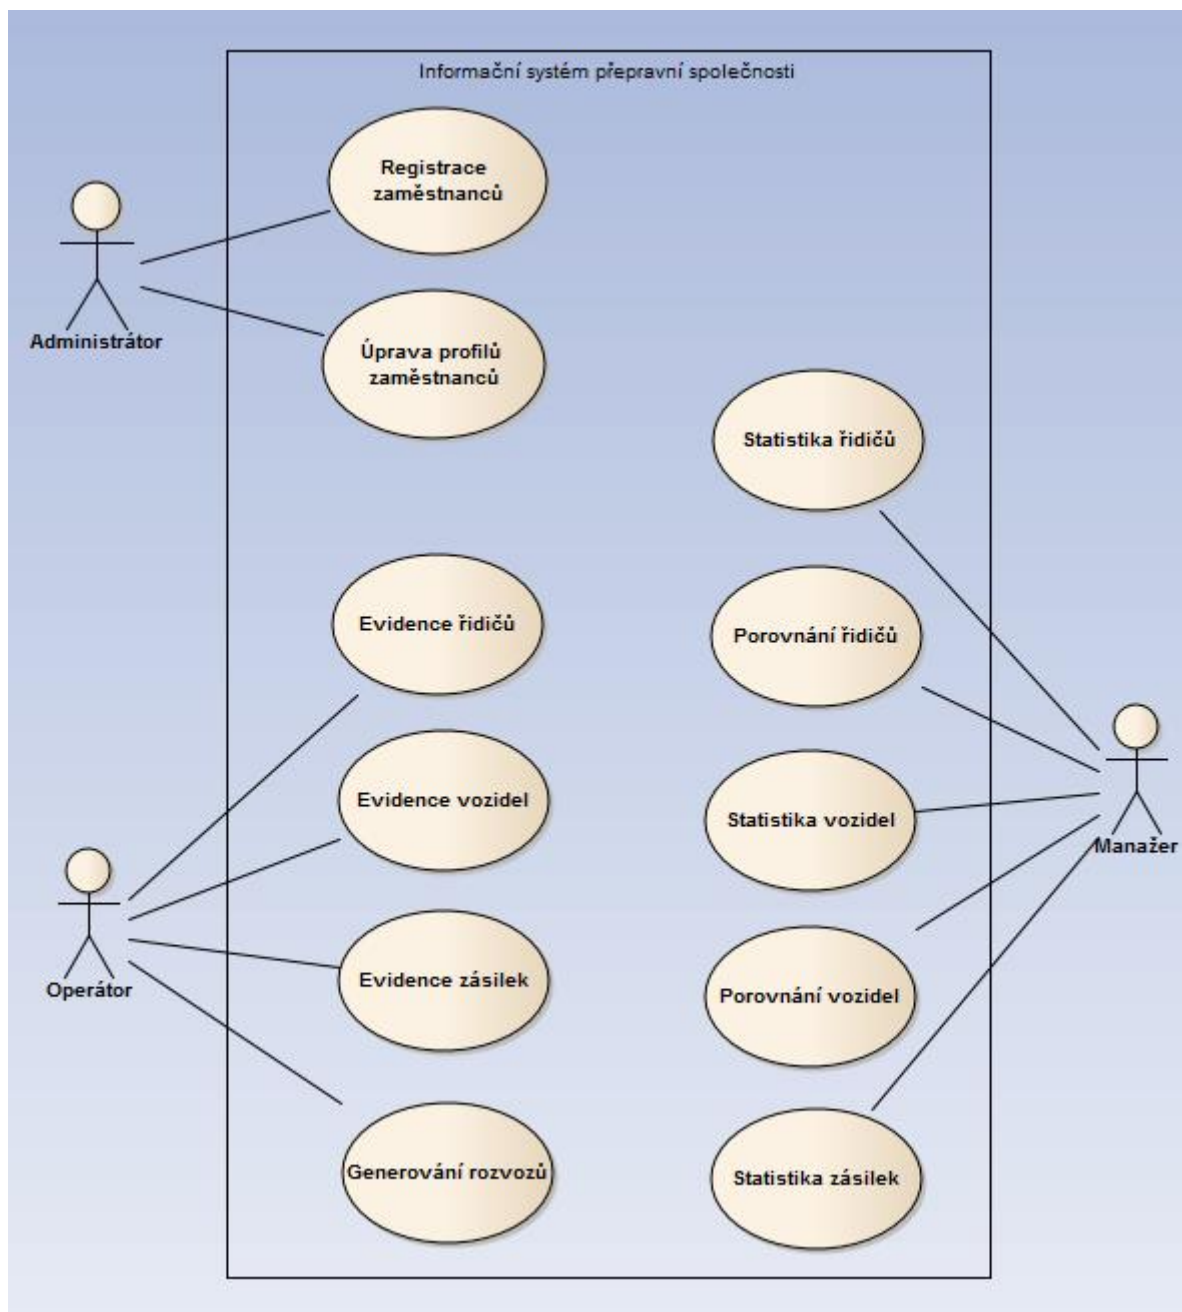 Informační systém přepravní společnosti
Registrace
zaměstnanců
Administrátor
Úprava profilů
zaměstnanců
Statistika řidičů
Evidence řidičů
Porovnání řidičů
Evidence vozidel
Statistika vozidel
Manažer
Evidence zásilek
Operátor
Porovnání vozidel
Generování rozvozů
Statistika zásilek